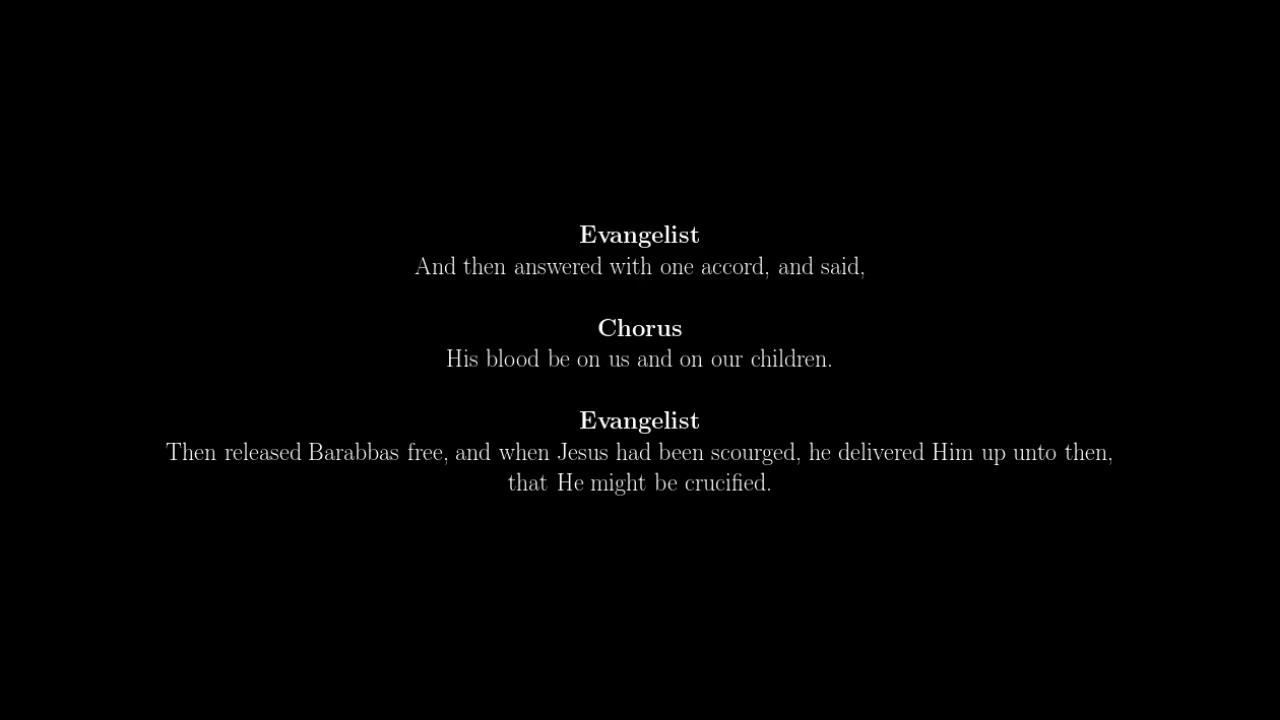 Evangelist
And then answered with one accord, and said,
Chorus
His blood be on us and on our children.
Evangelist
Then released Barabbas free, and when Jesus had been scourged, he delivered Him up unto then,
that He might be crucified.